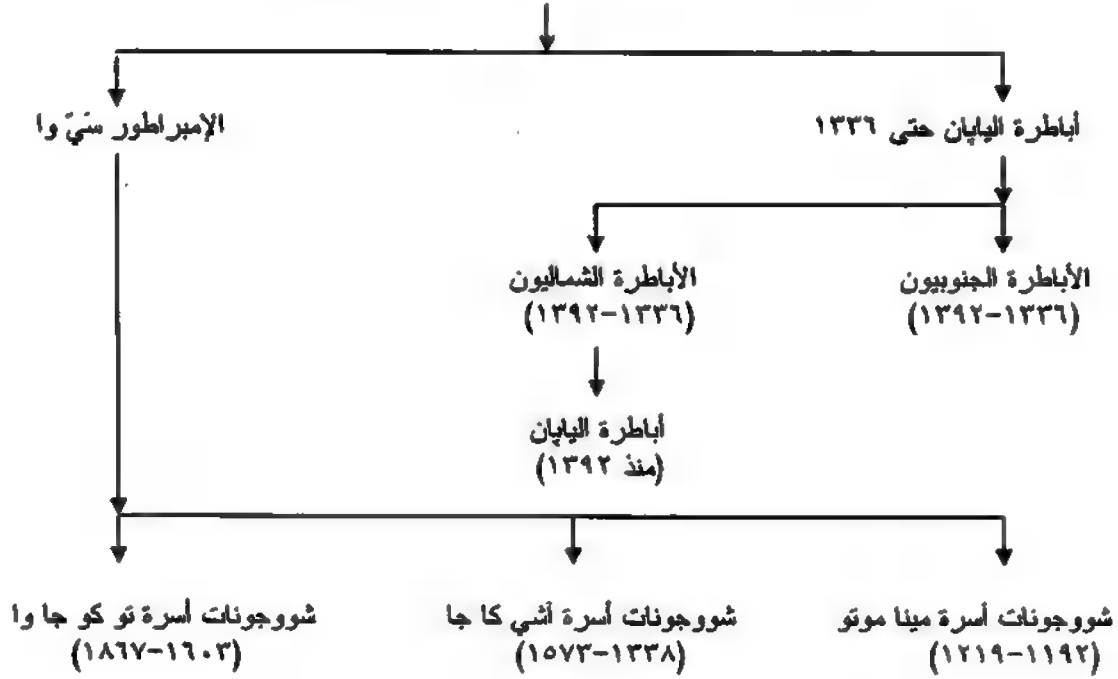 أباطرة اليابان حتي ١٣٣٦
الإمبراطور سَيّ وا
الأباطرة الجنوبيون
(١٣٣٦-١٣٩٢)
الأباطرة الشماليون
(١٣٣٦-١٣٩٢)
أباطرة اليابان
(منذ ١٣٩٢)
شووجونات أسرة مينا موتو
(١١٩٢-١٢١٩)
شووجونات أسرة آشي كا جا
(١٣٣٨-١٥٧٣)
شووجونات أسرة تو كو جا وا
(١٦٠٣-١٨٦٧)